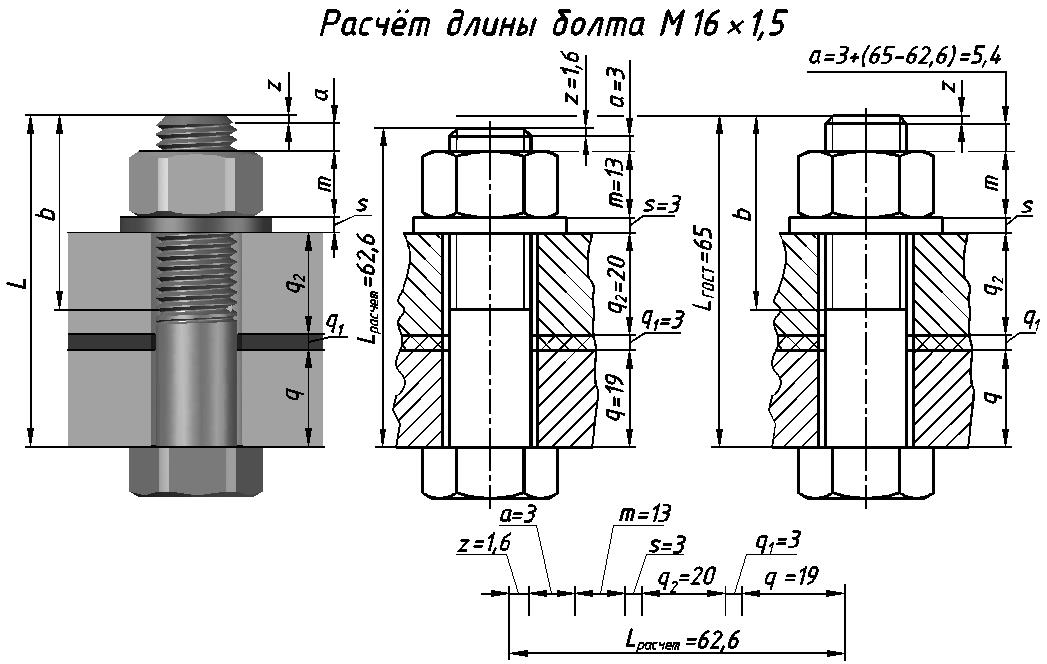 Расчёт длины болта М 16 × 1,5
z
a
m
s
b
L
q₂
q₁
q
z=1,6
a=3
m=13
s=3
Lрасчет=62,6
q₂=20
q₁=3
q=19
a=3+(65-62,6)=5,4
z
m
s
b
LГОСТ=65
q₂
q₁
q
a=3
m=13
z=1,6
s=3
q₁=3
q₂=20
q=19
Lрасчет=62,6